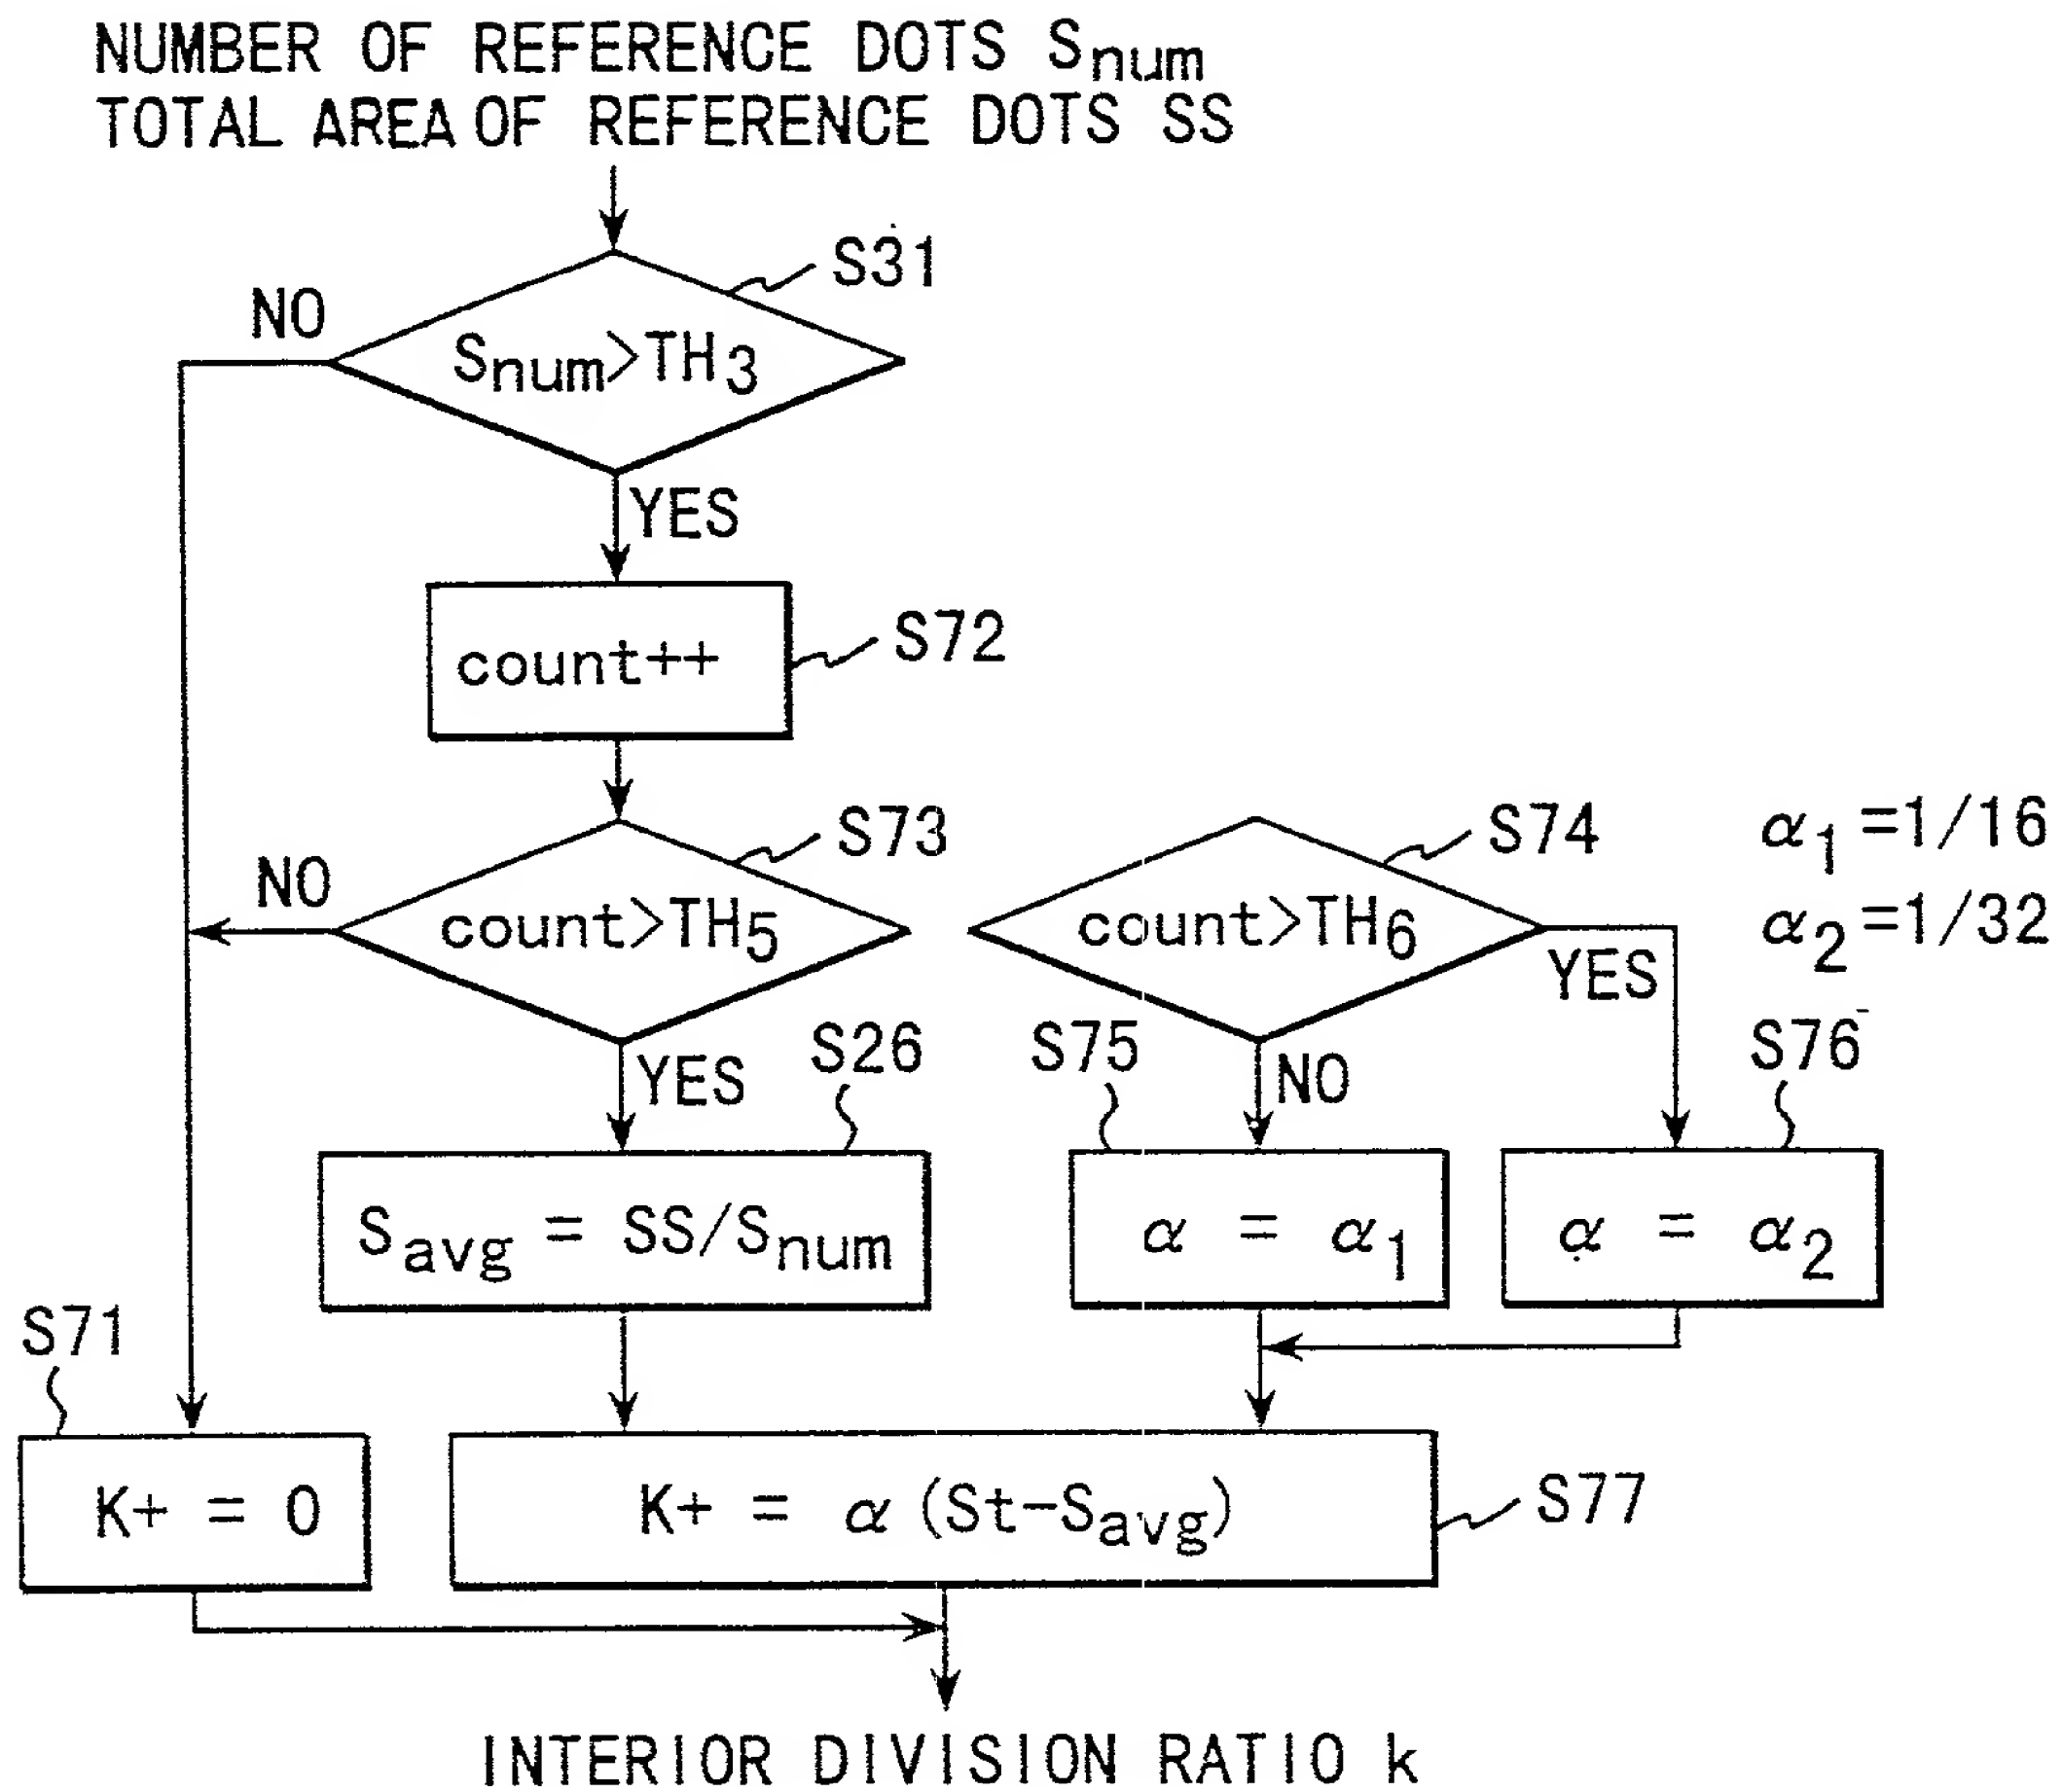 NUMBER OF REFERENCE DOTS Snum
TOTAL AREA OF REFERENCE DOTS SS
S31
NO
Snum>TH3
YES
S72
count++
S73
S74
α1=1/16
NO
count>TH5
count>TH6
α2=1/32
YES
S26
S75
S76
YES
NO
Savg = SS/Snum
α = α1
α = α2
S71
K+ = 0
K+ = α (St-Savg)
S77
INTERIOR DIVISION RATIO k